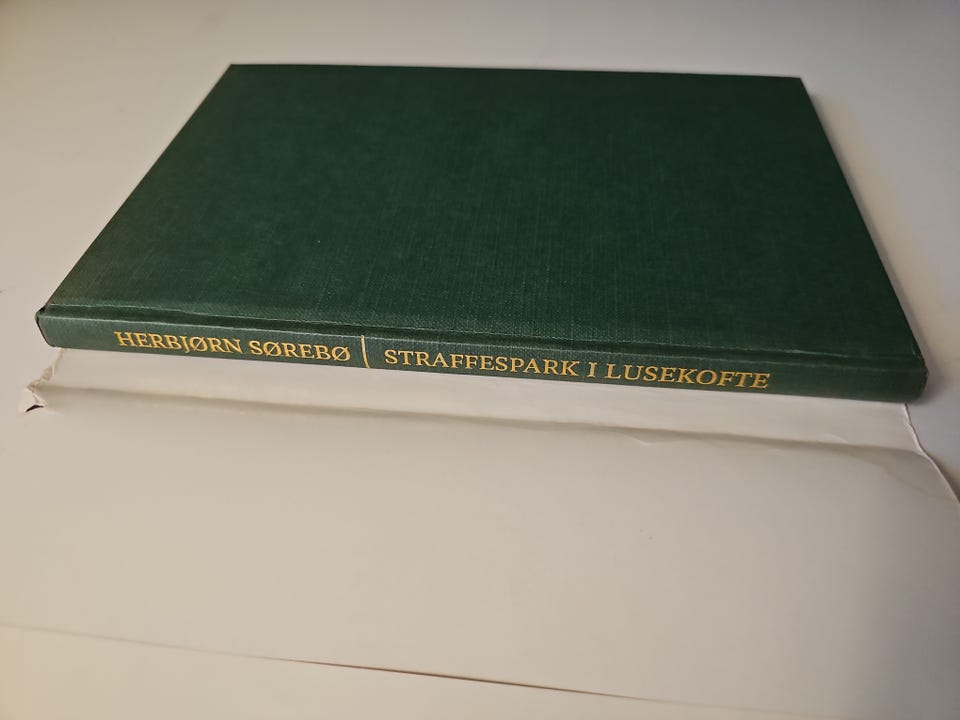 HERBJØRN SØREBØ | STRAFFESPARK I LUSEKOFTE